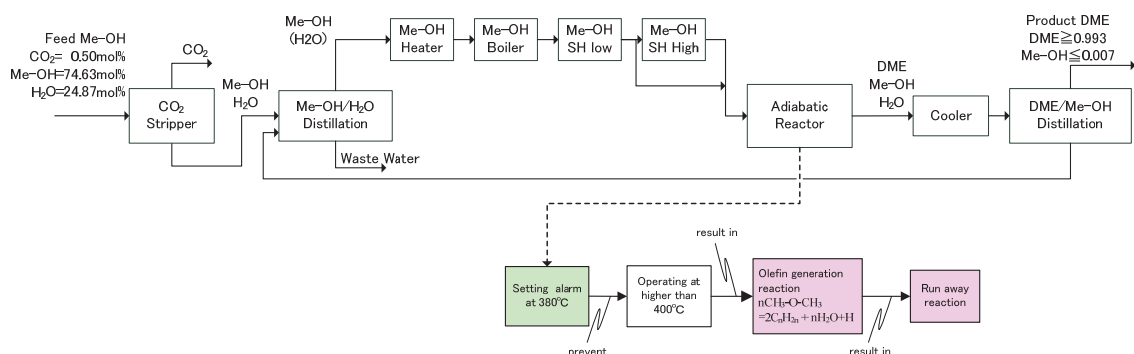 Feed Me-OH
CO₂= 0.50mol%
Me-OH=74.63mol%
H₂O=24.87mol%
CO₂
CO₂
Stripper
Me-OH
H₂O
Me-OH
(H2O)
Me-OH/H₂O
Distillation
Waste Water
Me-OH
Heater
Me-OH
Boiler
Me-OH
SH low
Me-OH
SH High
Adiabatic
Reactor
DME
Me-OH
H₂O
Cooler
Product DME
DME≧0.993
Me-OH≦0.007
DME/Me-OH
Distillation
Setting alarm
at 380℃
prevent
Operating at
higher than
400℃
result in
Olefin generation
reaction
nCH₃-O-CH₃
=2CₙH₂ₙ + nH₂O+H
result in
Run away
reaction